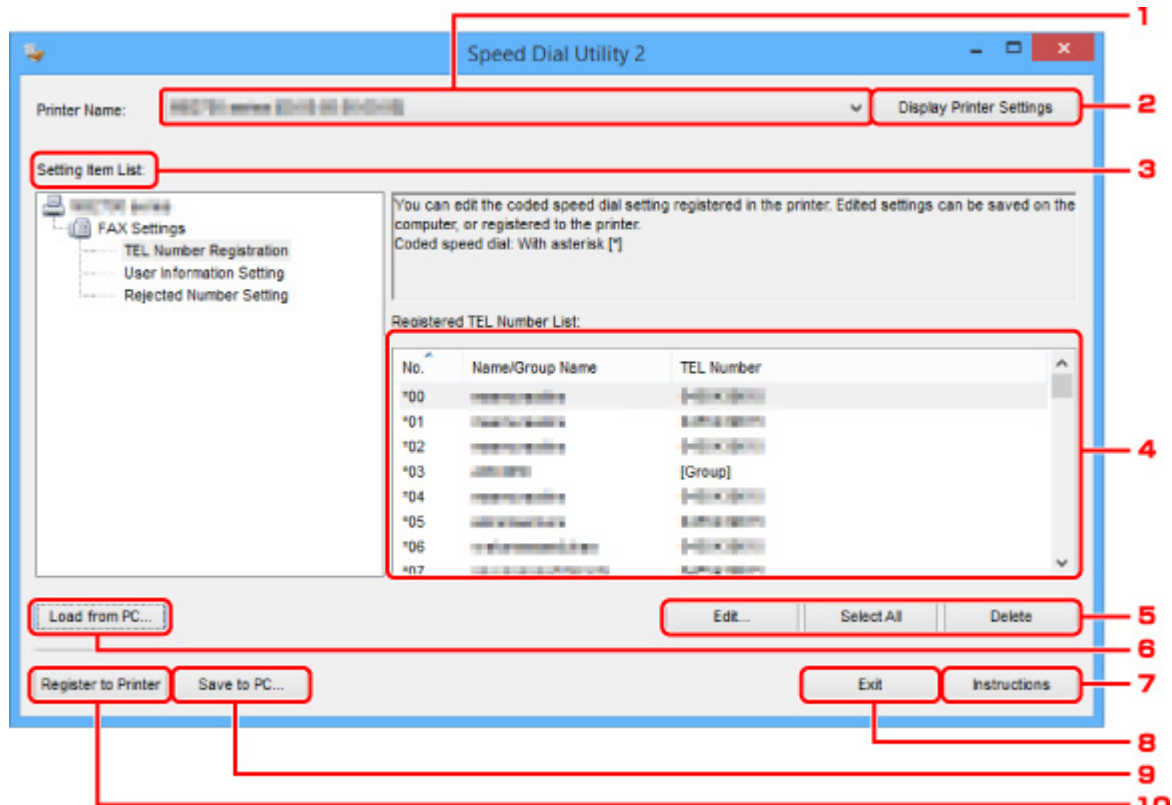 1
Speed Dial Utility 2
Printer Name:
Display Printer Settings
2
Setting Item List:
3
FAX Settings
TEL Number Registration
User Information Setting
Rejected Number Setting
You can edit the coded speed dial setting registered in the printer. Edited settings can be saved on the
computer, or registered to the printer.
Coded speed dial: With asterisk [*]
Registered TEL Number List:
No. Name/Group Name TEL Number
*00
*01
*02
4
*03 [Group]
*04
*05
*06
*07
Load from PC... Edit... Select All Delete 5
6
Register to Printer Save to PC... Exit Instructions 7
8
9
10